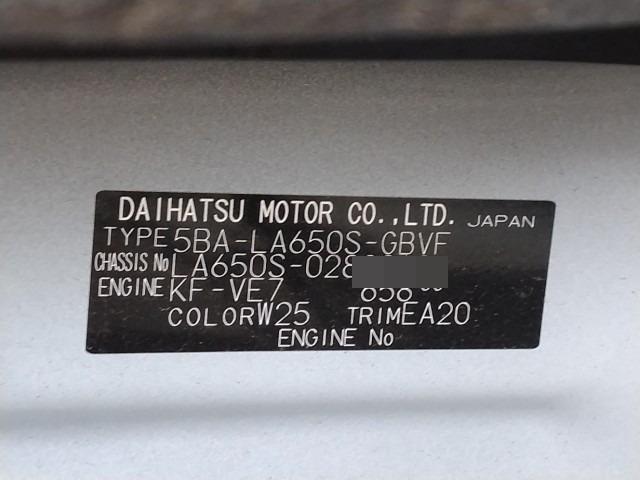 DAIHATSU MOTOR CO.,LTD. JAPAN
TYPE 5BA-LA650S-GBVF
CHASSIS No LA650S-028
ENGINE KF-VE7 658 cc
COLOR W25 TRIM EA20
ENGINE No